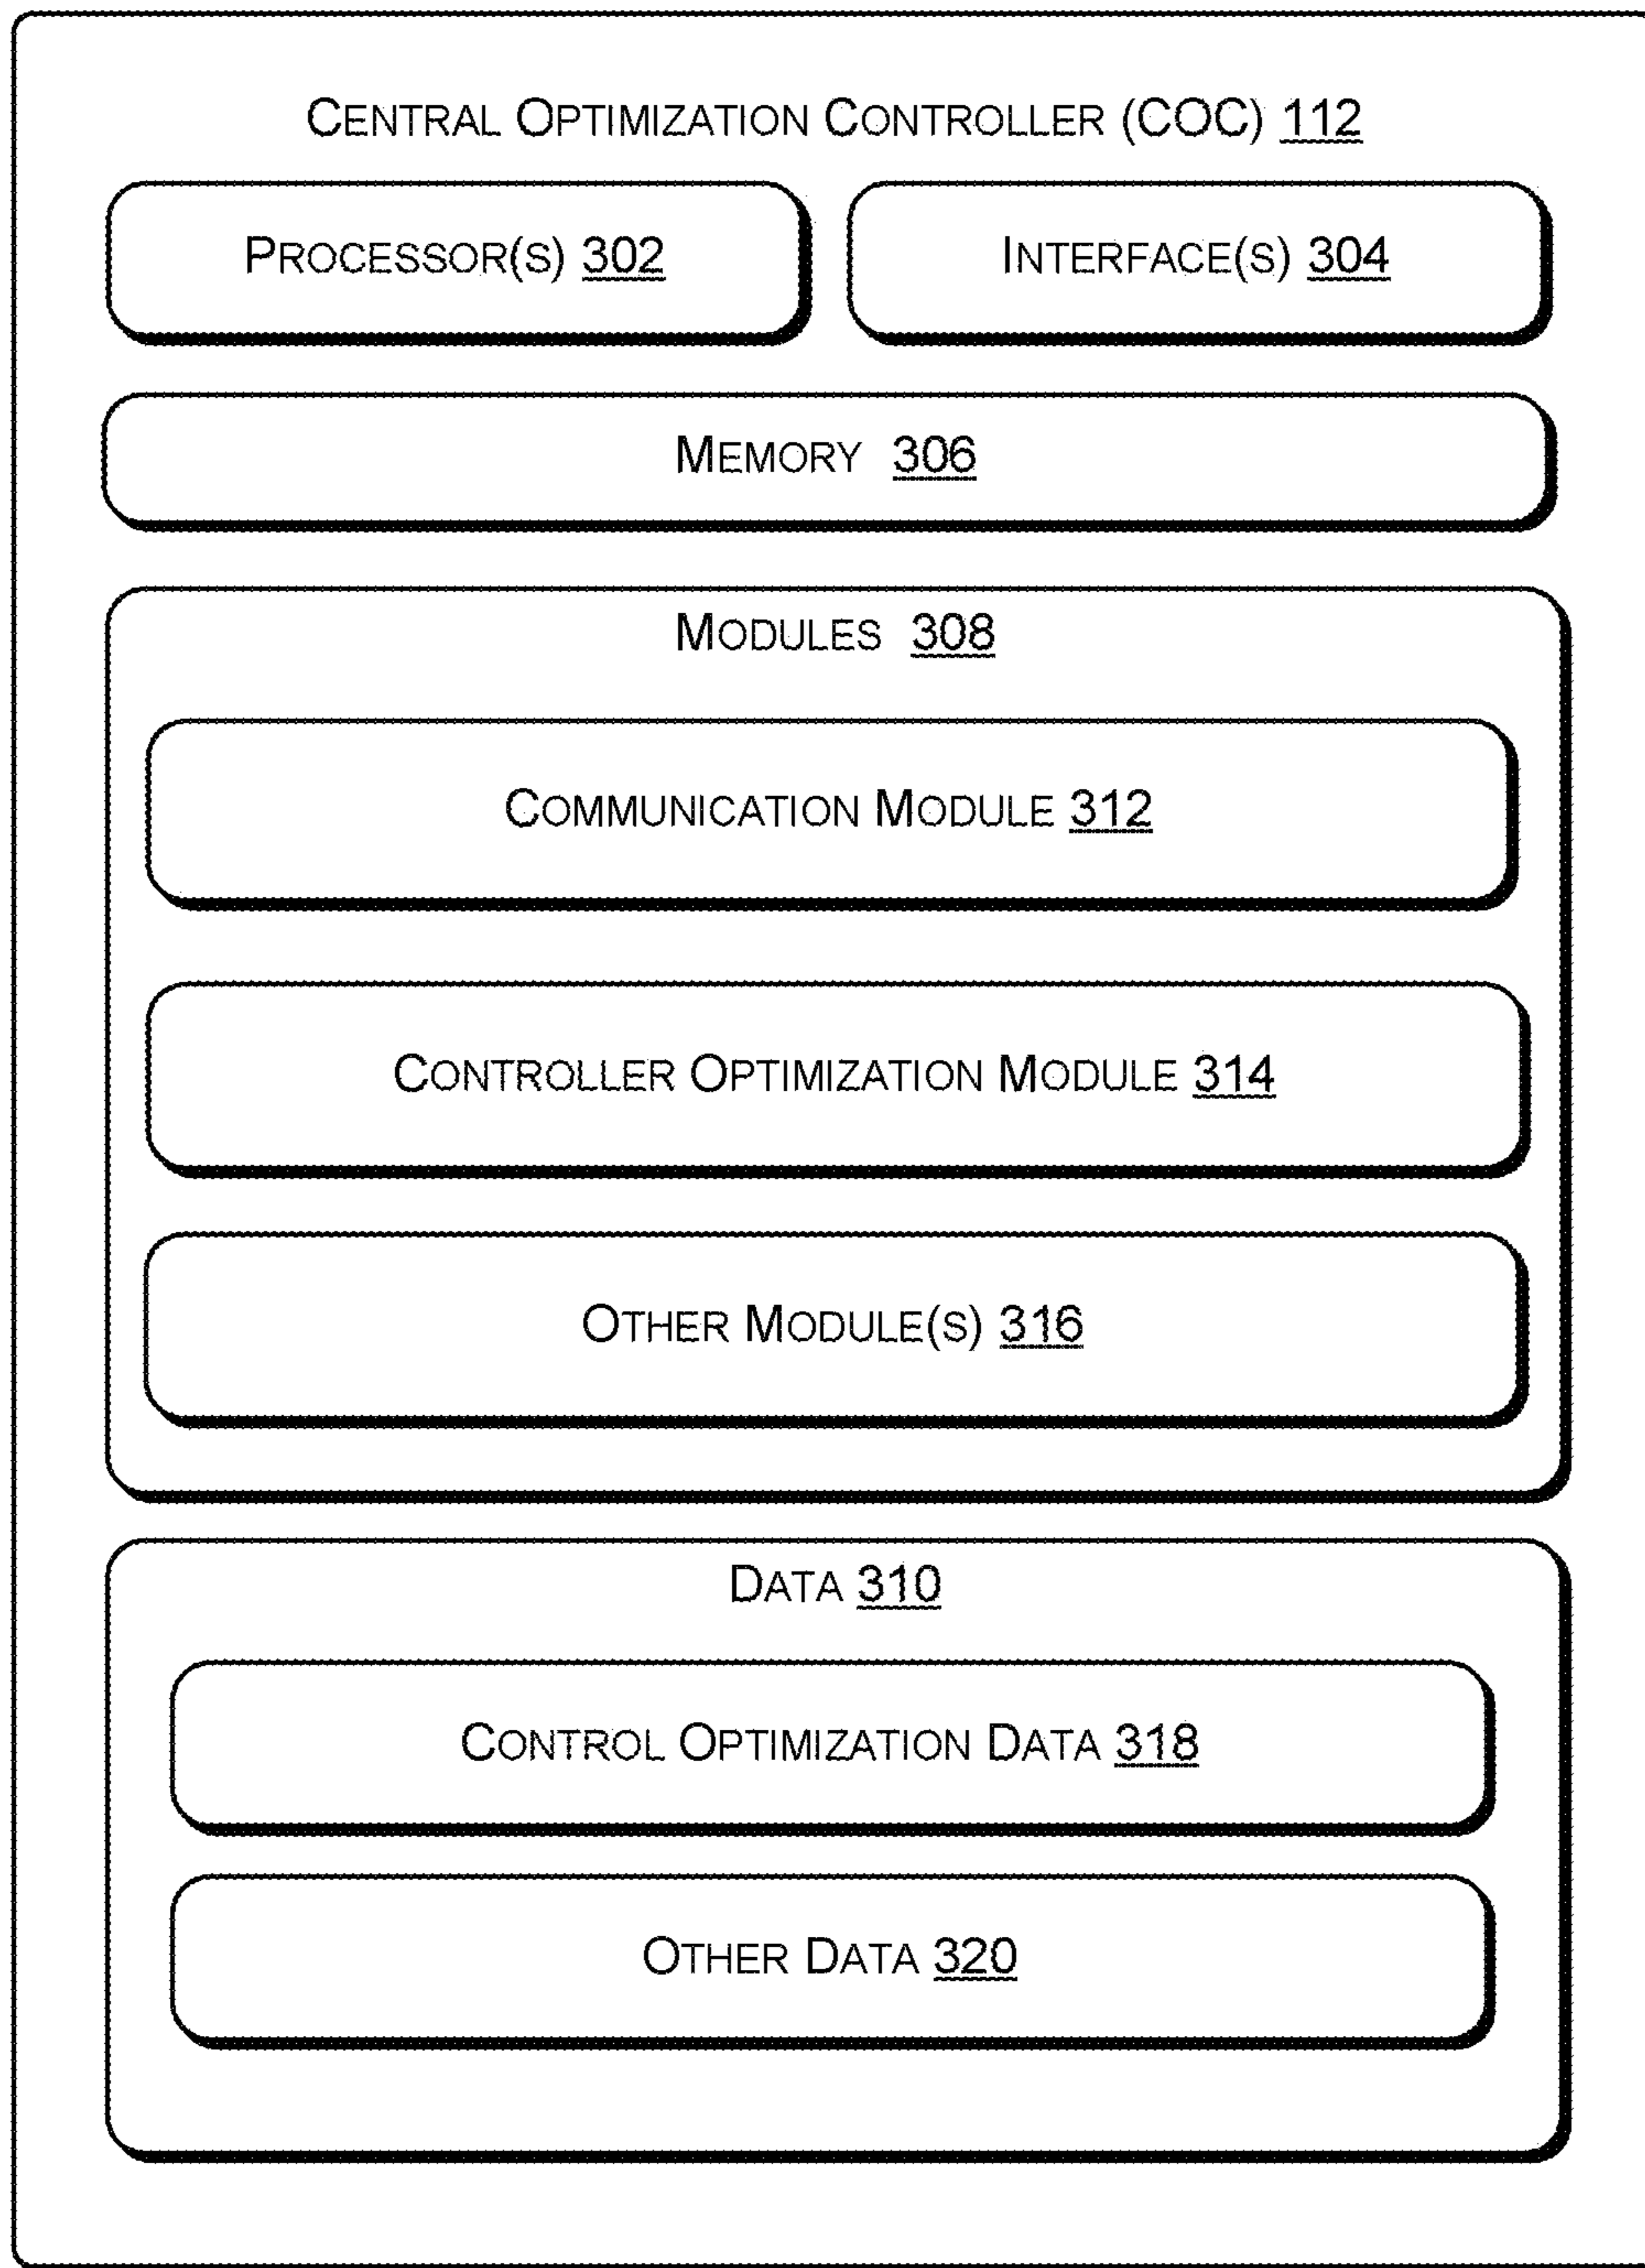 CENTRAL OPTIMIZATION CONTROLLER (COC) 112
PROCESSOR(S) 302
INTERFACE(S) 304
MEMORY 306
MODULES 308
COMMUNICATION MODULE 312
CONTROLLER OPTIMIZATION MODULE 314
OTHER MODULE(S) 316
DATA 310
CONTROL OPTIMIZATION DATA 318
OTHER DATA 320